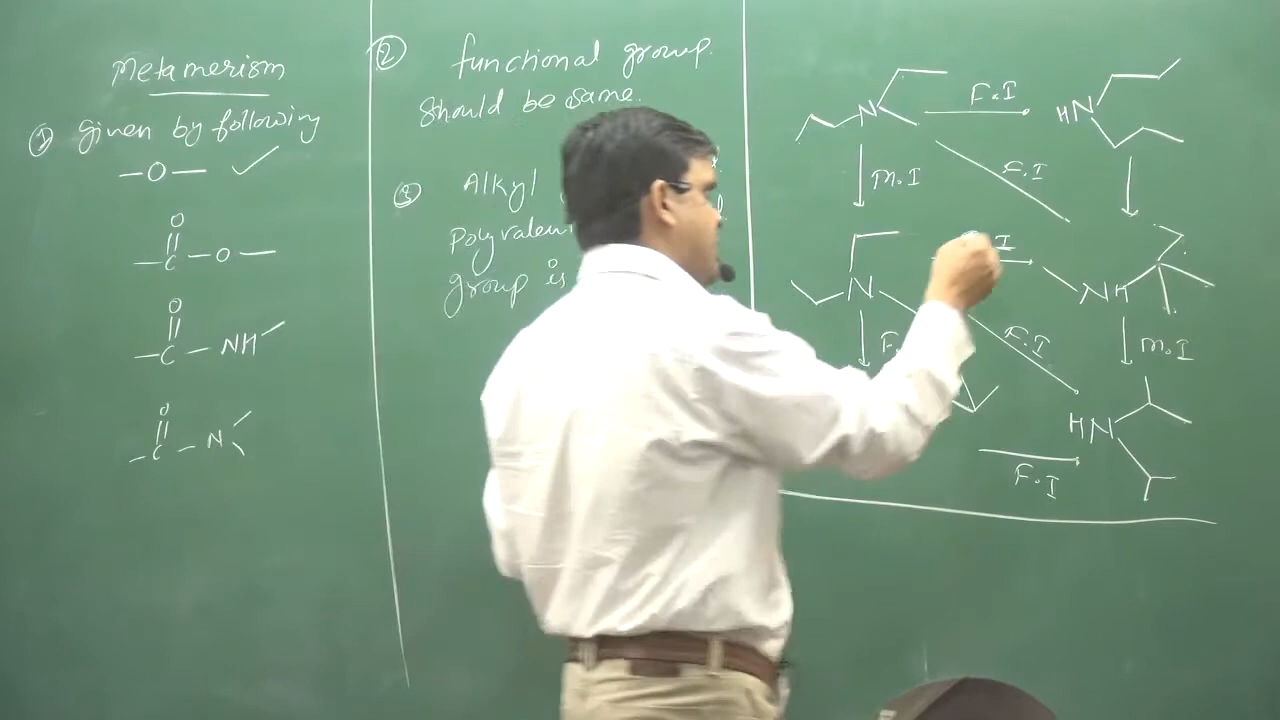 Metamerism
① Given by following
-O-
O
-C-O-
O
-C-NH
O
-C-N
② functional group
should be same.
③ Alkyl
polyvalen
group is
N
F.I
HN
M.I
F.I
N
I
NH
F.I
M.I
HN
F.I